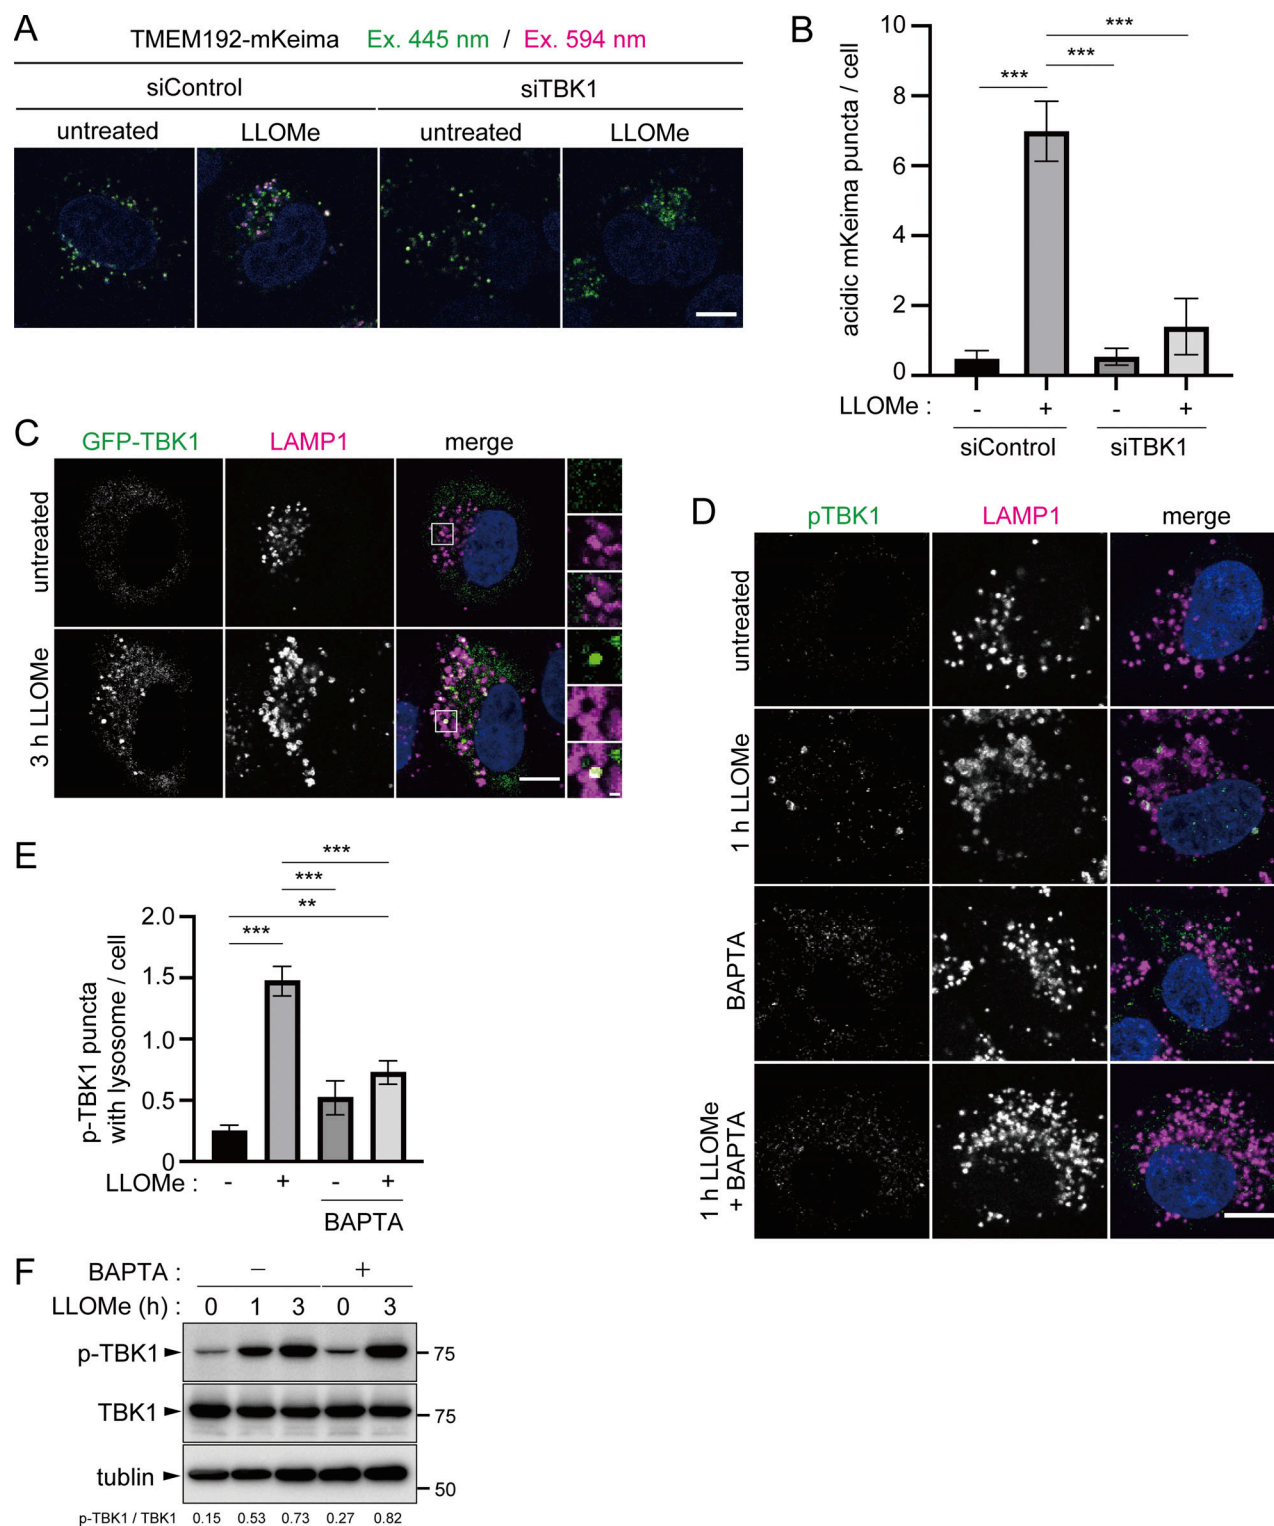 A
TMEM192-mKeima Ex. 445 nm / Ex. 594 nm
siControl siTBK1
untreated LLOMe untreated LLOMe
B
acidic mKeima puncta / cell
10
8
6
4
2
0
***
***
***
LLOMe : - + - +
siControl siTBK1
C
GFP-TBK1 LAMP1 merge
untreated
3 h LLOMe
D
pTBK1 LAMP1 merge
untreated
1 h LLOMe
BAPTA
1 h LLOMe
+ BAPTA
E
p-TBK1 puncta
with lysosome / cell
2.0
1.5
1.0
0.5
0
***
***
**
***
LLOMe : - + - +
BAPTA
F
BAPTA : − +
LLOMe (h) : 0 1 3 0 3
p-TBK1 75
TBK1 75
tublin 50
p-TBK1 / TBK1 0.15 0.53 0.73 0.27 0.82